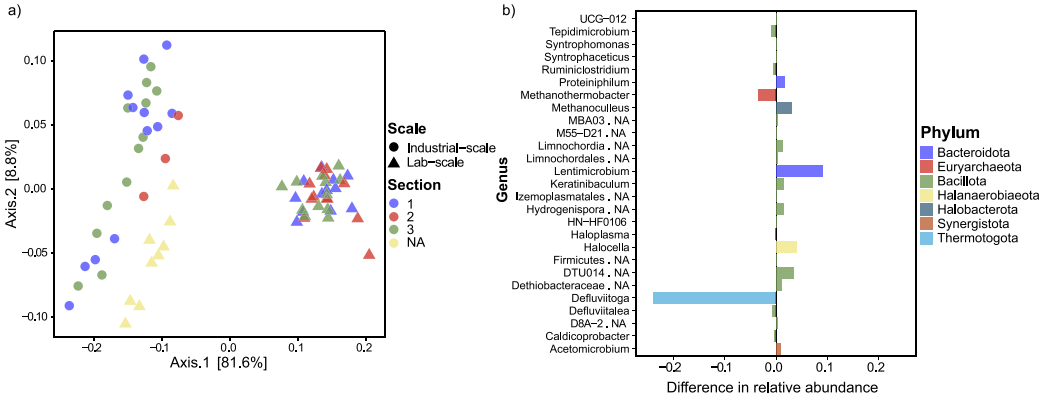 a)
0.10
0.05
0.00
−0.05
−0.10
Axis.2 [8.8%]
−0.2
−0.1
0.0
0.1
0.2
Axis.1 [81.6%]
Scale
Industrial-scale
Lab-scale
Section
1
2
3
NA
b)
Genus
UCG-012
Tepidimicrobium
Syntrophomonas
Syntrophaceticus
Ruminiclostridium
Proteiniphilum
Methanothermobacter
Methanoculleus
MBA03. NA
M55-D21. NA
Limnochordia. NA
Limnochordales. NA
Lentimicrobium
Keratinibaculum
Izemoplasmatales. NA
Hydrogenispora. NA
HN-HF0106
Haloplasma
Halocella
Firmicutes. NA
DTU014. NA
Dethiobacteraceae. NA
Defluviitoga
Defluviitalea
D8A-2. NA
Caldicoprobacter
Acetomicrobium
−0.2
−0.1
0.0
0.1
0.2
Difference in relative abundance
Phylum
Bacteroidota
Euryarchaeota
Bacillota
Halanaerobiaeota
Halobacterota
Synergistota
Thermotogota